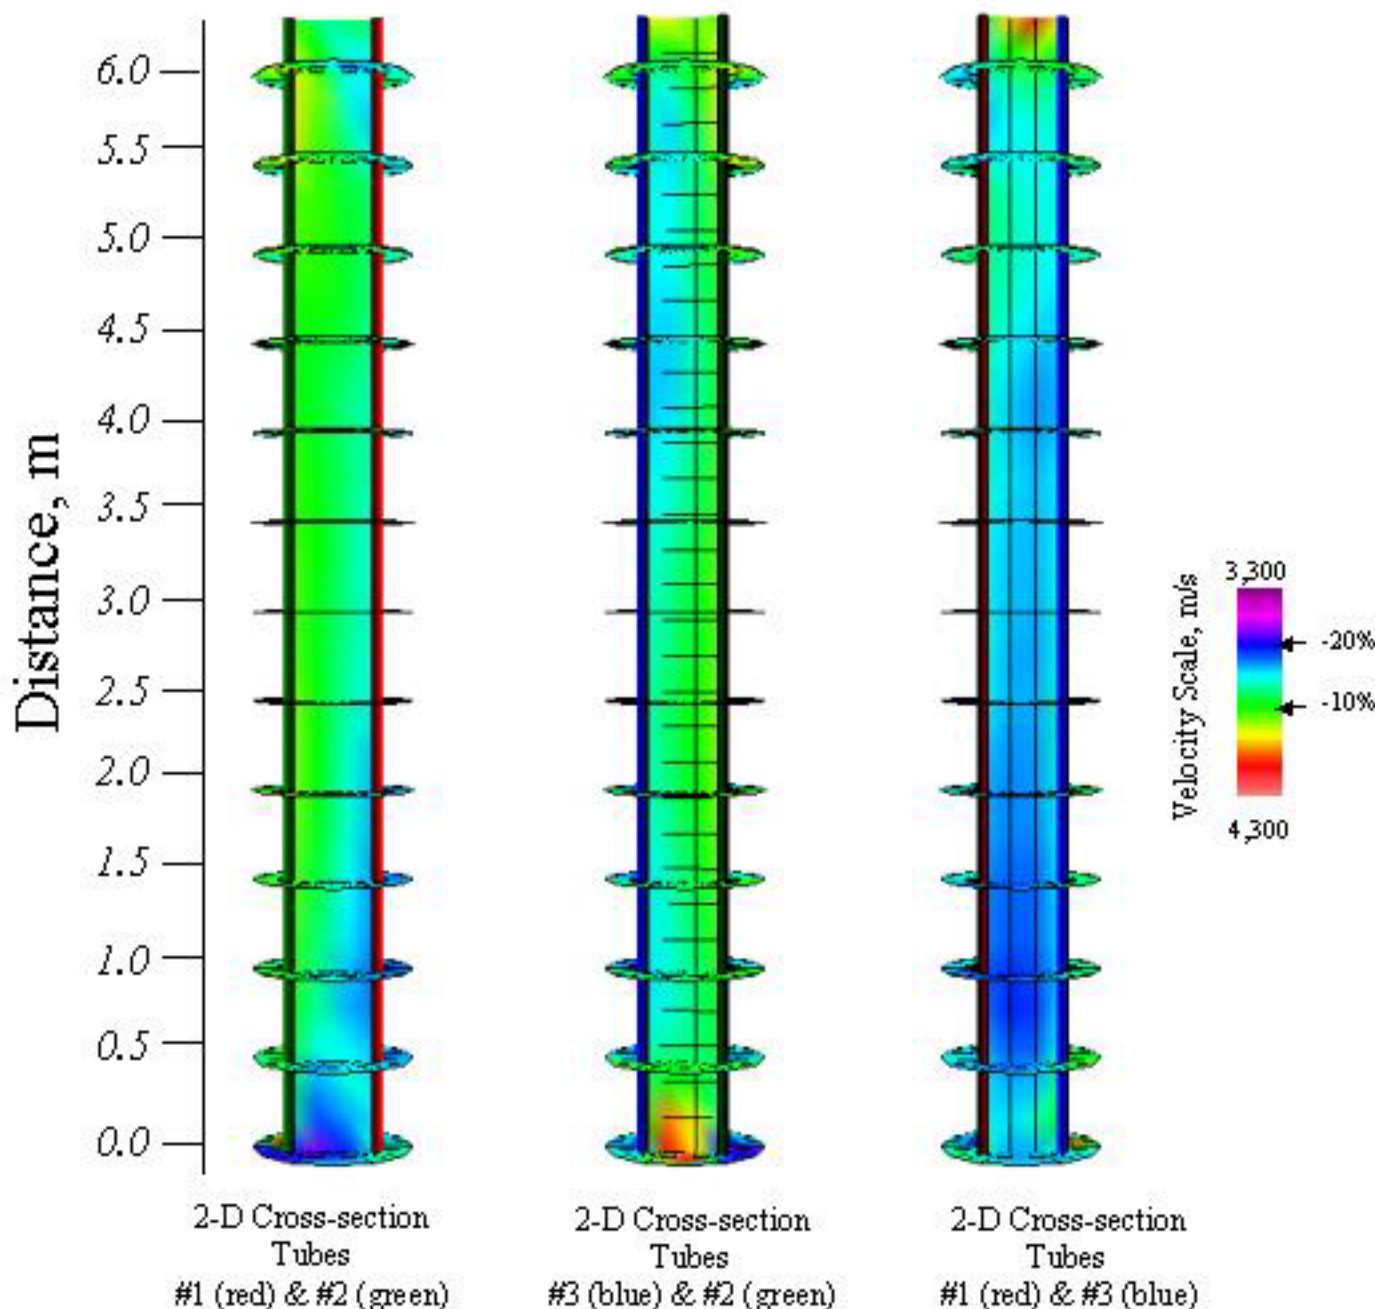 Distance, m
6.0
5.5
5.0
4.5
4.0
3.5
3.0
2.5
2.0
1.5
1.0
0.5
0.0
2-D Cross-section
Tubes
#1 (red) & #2 (green)
2-D Cross-section
Tubes
#3 (blue) & #2 (green)
2-D Cross-section
Tubes
#1 (red) & #3 (blue)
Velocity Scale, m/s
3,300
-20%
-10%
4,300